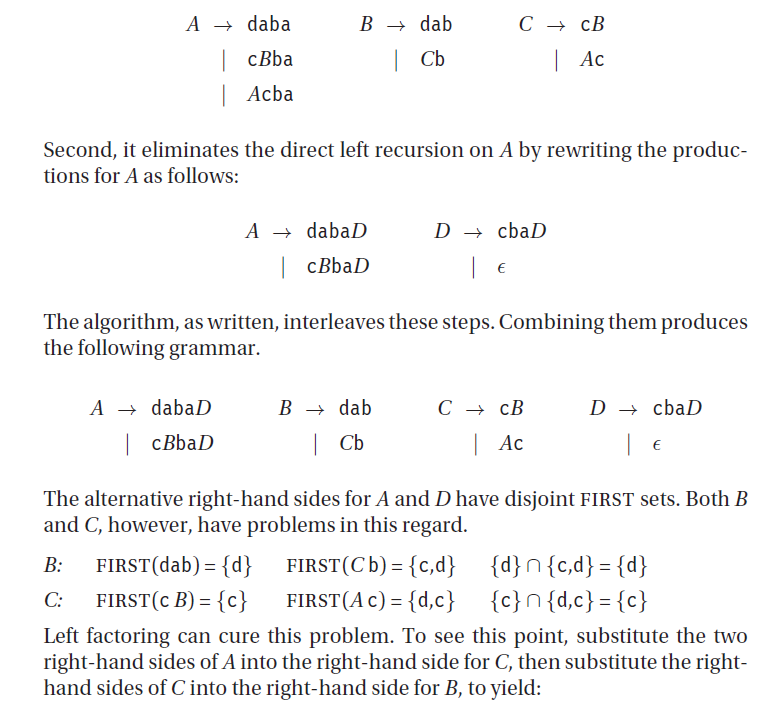 A → daba B → dab C → cB
| cBba | Cb | Ac
| Acba
Second, it eliminates the direct left recursion on A by rewriting the produc-
tions for A as follows:
A → dabaD D → cbaD
| cBbaD | ϵ
The algorithm, as written, interleaves these steps. Combining them produces
the following grammar.
A → dabaD B → dab C → cB D → cbaD
| cBbaD | Cb | Ac | ϵ
The alternative right-hand sides for A and D have disjoint FIRST sets. Both B
and C, however, have problems in this regard.
B: FIRST(dab) = {d} FIRST(C b) = {c,d} {d} ∩ {c,d} = {d}
C: FIRST(c B) = {c} FIRST(A c) = {d,c} {c} ∩ {d,c} = {c}
Left factoring can cure this problem. To see this point, substitute the two
right-hand sides of A into the right-hand side for C, then substitute the right-
hand sides of C into the right-hand side for B, to yield: